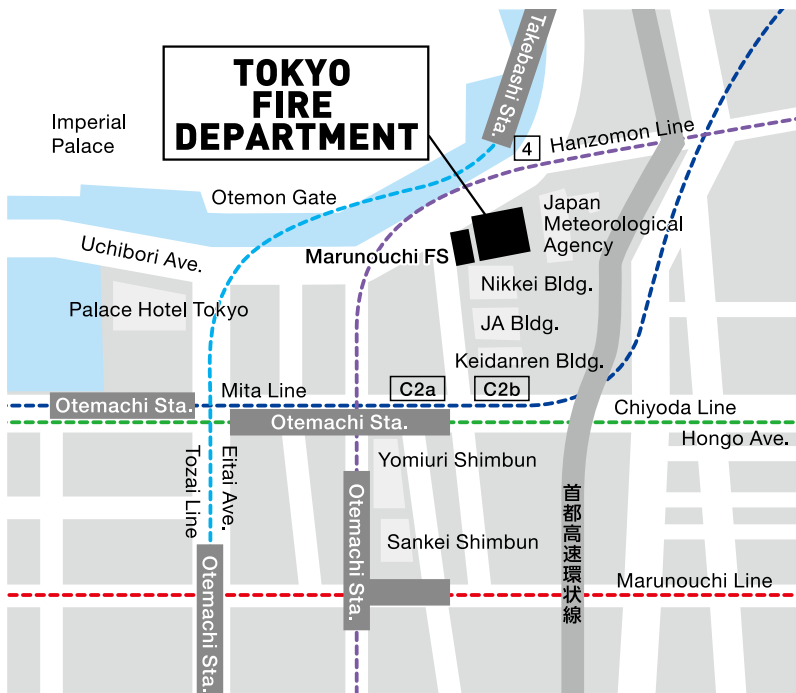 TOKYO
FIRE
DEPARTMENT
Takebashi Sta.
4
Hanzomon Line
Imperial
Palace
Otemon Gate
Japan
Meteorological
Agency
Uchibori Ave.
Marunouchi FS
Nikkei Bldg.
Palace Hotel Tokyo
JA Bldg.
Keidanren Bldg.
Mita Line
C2a
C2b
Otemachi Sta.
Chiyoda Line
Otemachi Sta.
Hongo Ave.
Eitai Ave.
Tozai Line
Yomiuri Shimbun
Otemachi Sta.
首都高速環状線
Sankei Shimbun
Otemachi Sta.
Marunouchi Line